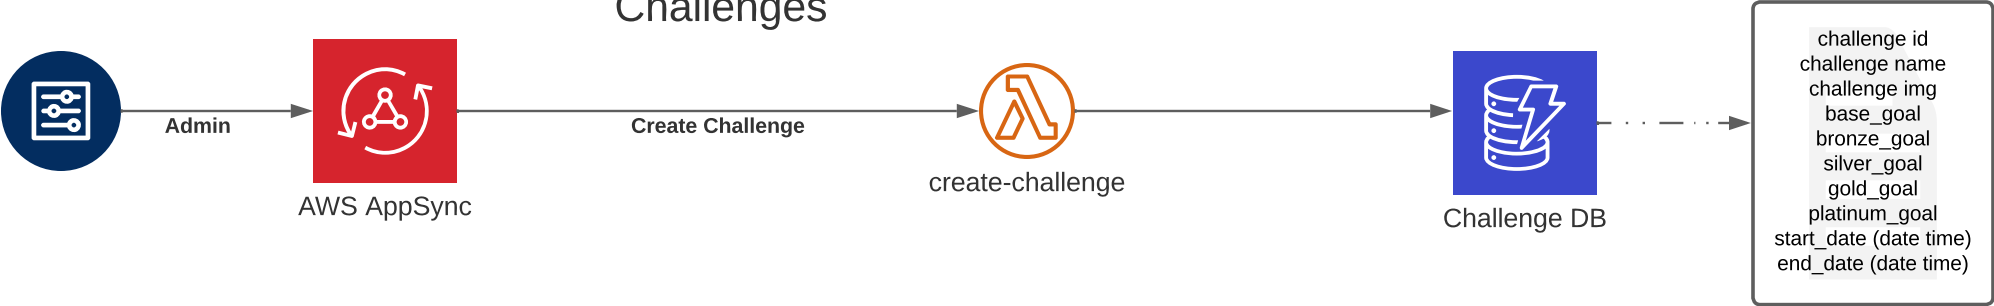 Challenges
Admin
AWS AppSync
Create Challenge
create-challenge
Challenge DB
challenge id
challenge name
challenge img
base_goal
bronze_goal
silver_goal
gold_goal
platinum_goal
start_date (date time)
end_date (date time)